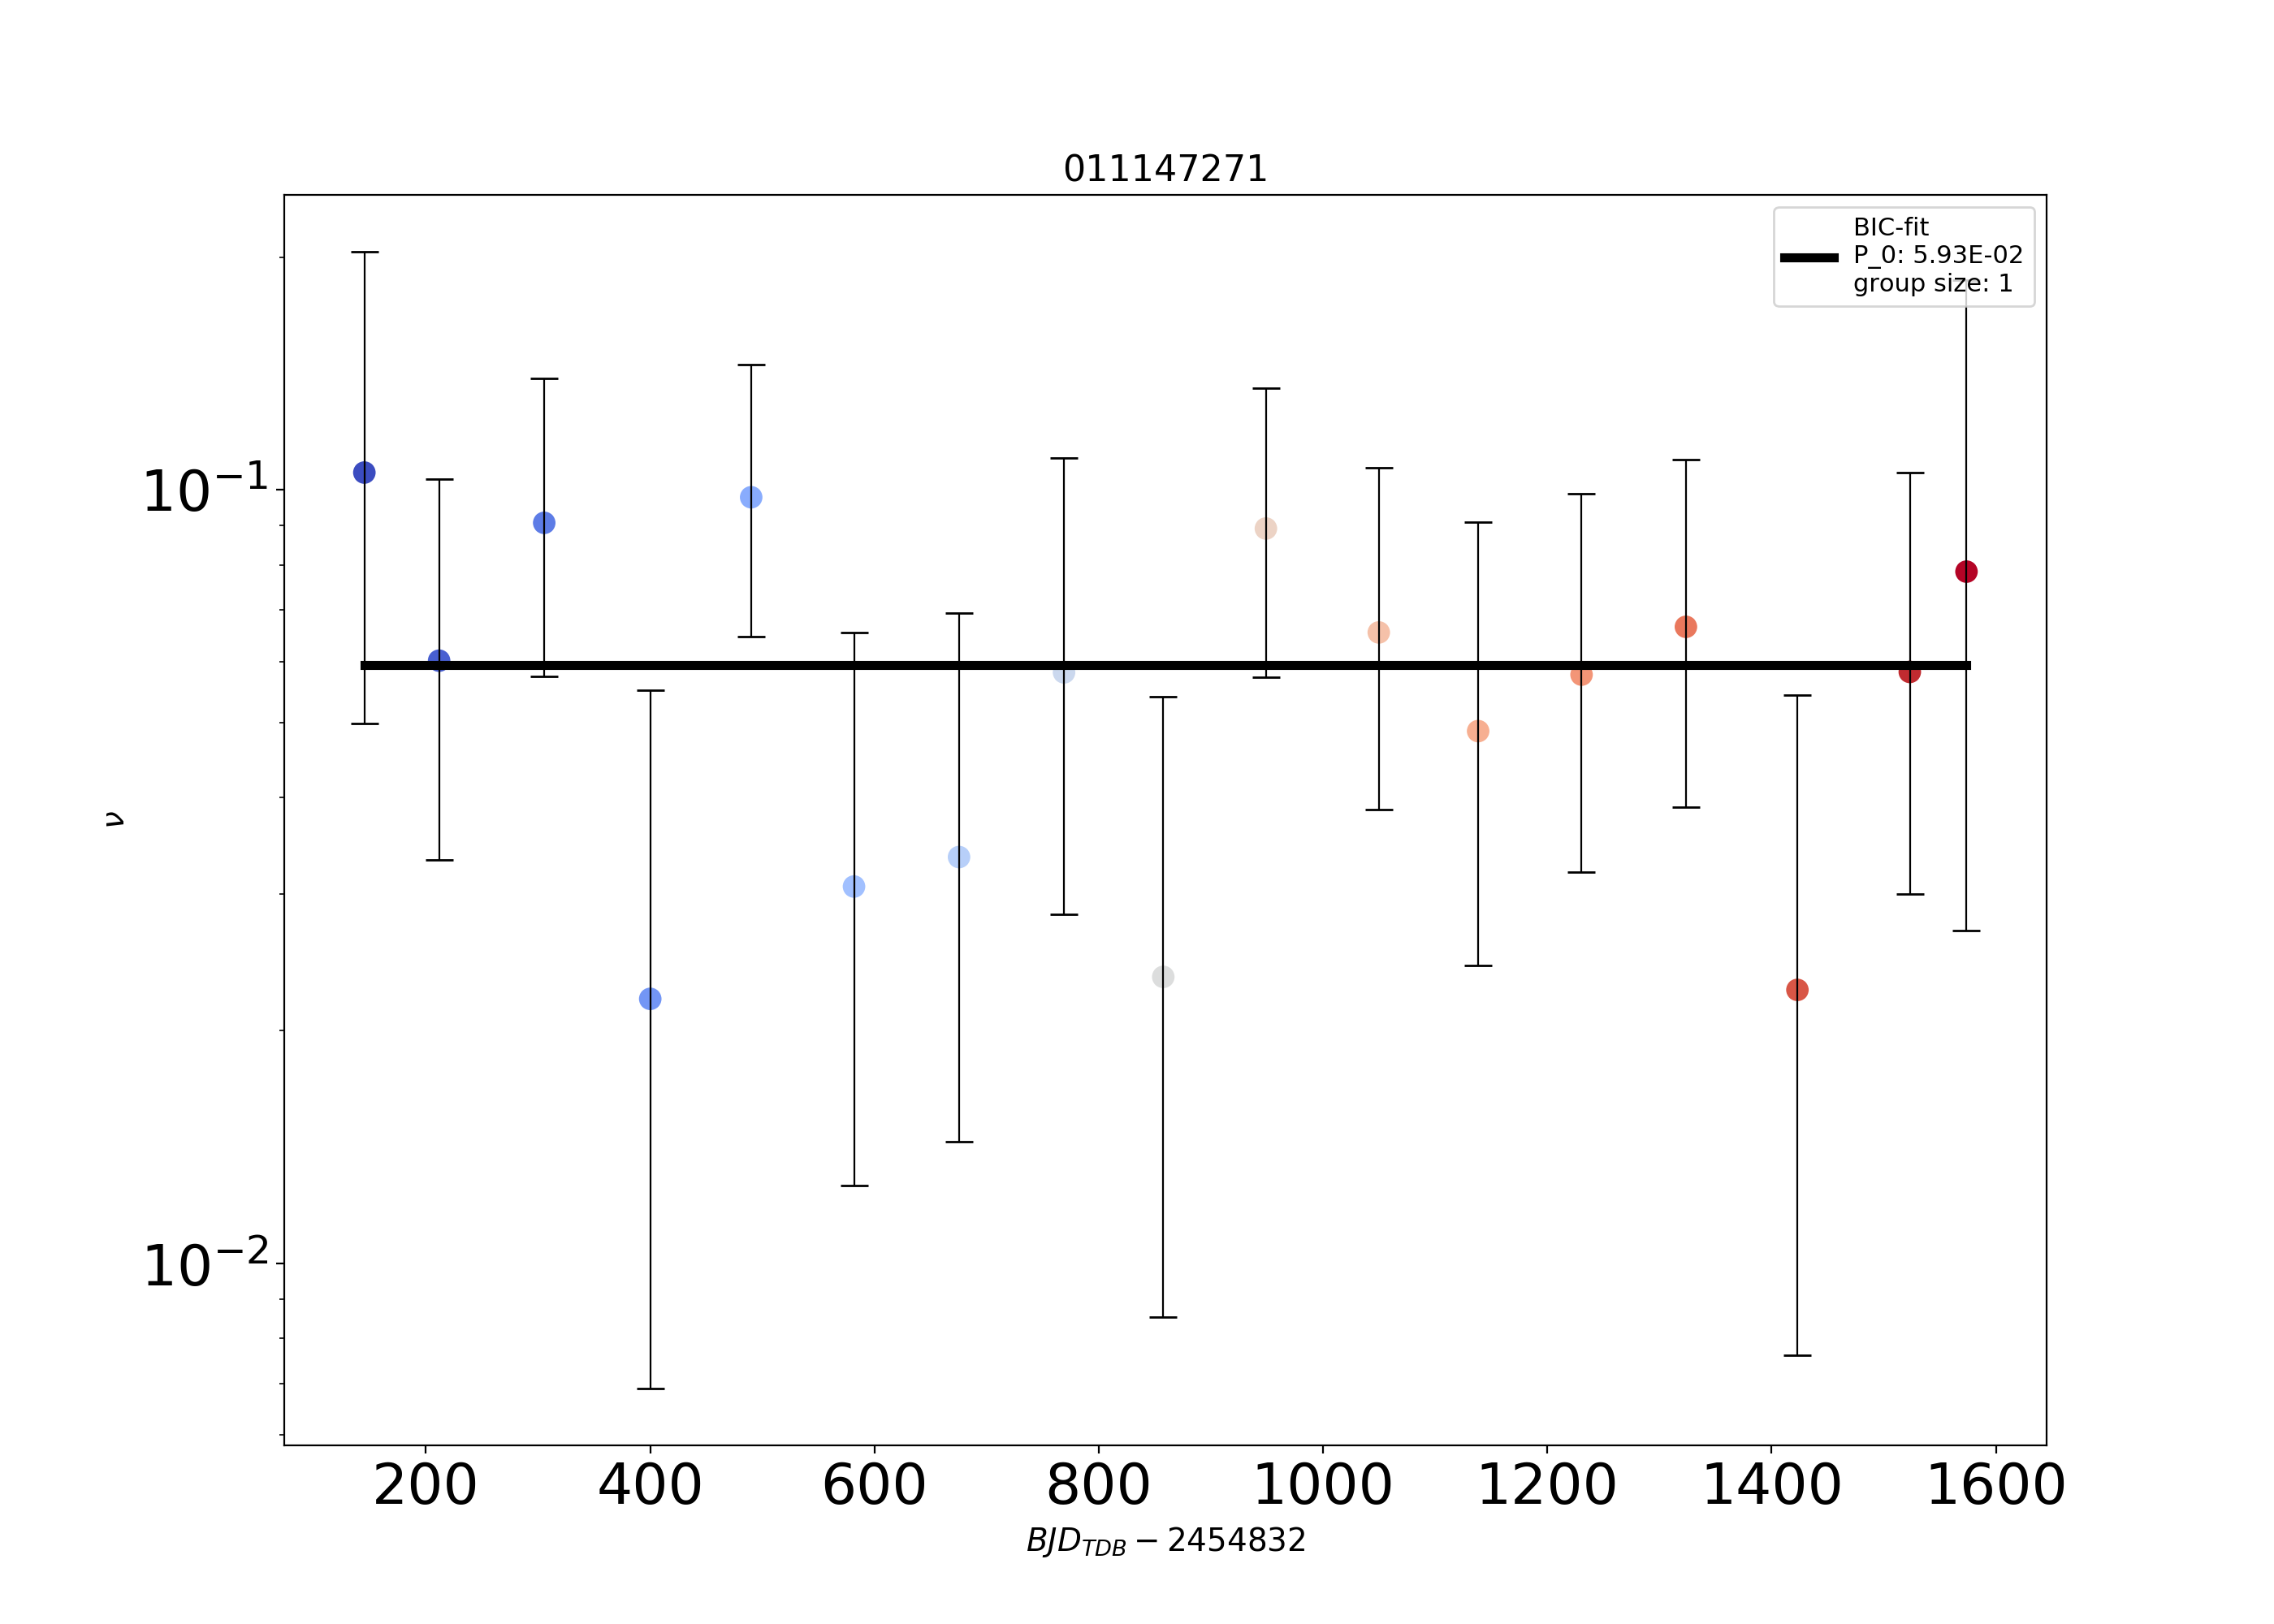 011147271
BIC-fit
P_0: 5.93E-02
group size: 1
10⁻¹
10⁻²
ν
200 400 600 800 1000 1200 1400 1600
BJD_TDB − 2454832